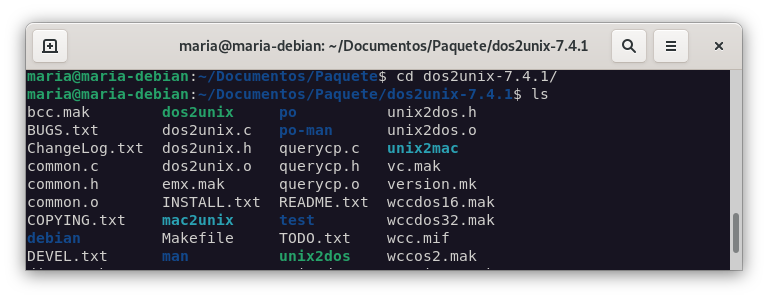 maria@maria-debian: ~/Documentos/Paquete/dos2unix-7.4.1
maria@maria-debian:~/Documentos/Paquete$ cd dos2unix-7.4.1/
maria@maria-debian:~/Documentos/Paquete/dos2unix-7.4.1$ ls
bcc.mak dos2unix po unix2dos.h
BUGS.txt dos2unix.c po-man unix2dos.o
ChangeLog.txt dos2unix.h querycp.c unix2mac
common.c dos2unix.o querycp.h vc.mak
common.h emx.mak querycp.o version.mk
common.o INSTALL.txt README.txt wccdos16.mak
COPYING.txt mac2unix test wccdos32.mak
debian Makefile TODO.txt wcc.mif
DEVEL.txt man unix2dos wccos2.mak